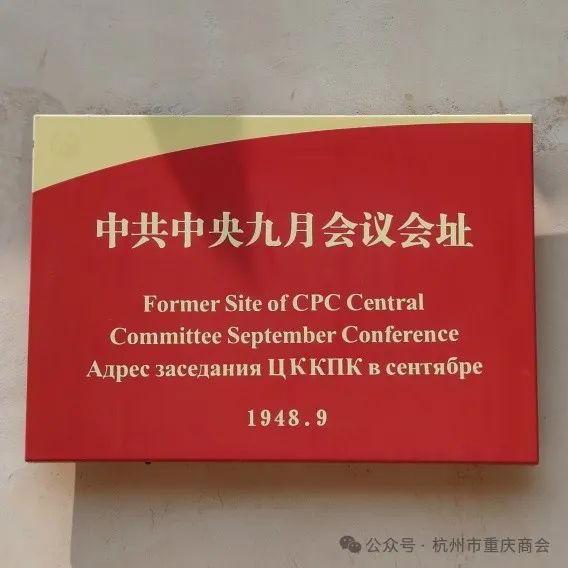 中共中央九月会议会址
Former Site of CPC Central
Committee September Conference
Адрес заседания ЦККПК в сентябре
1948.9
公众号 · 杭州市重庆商会